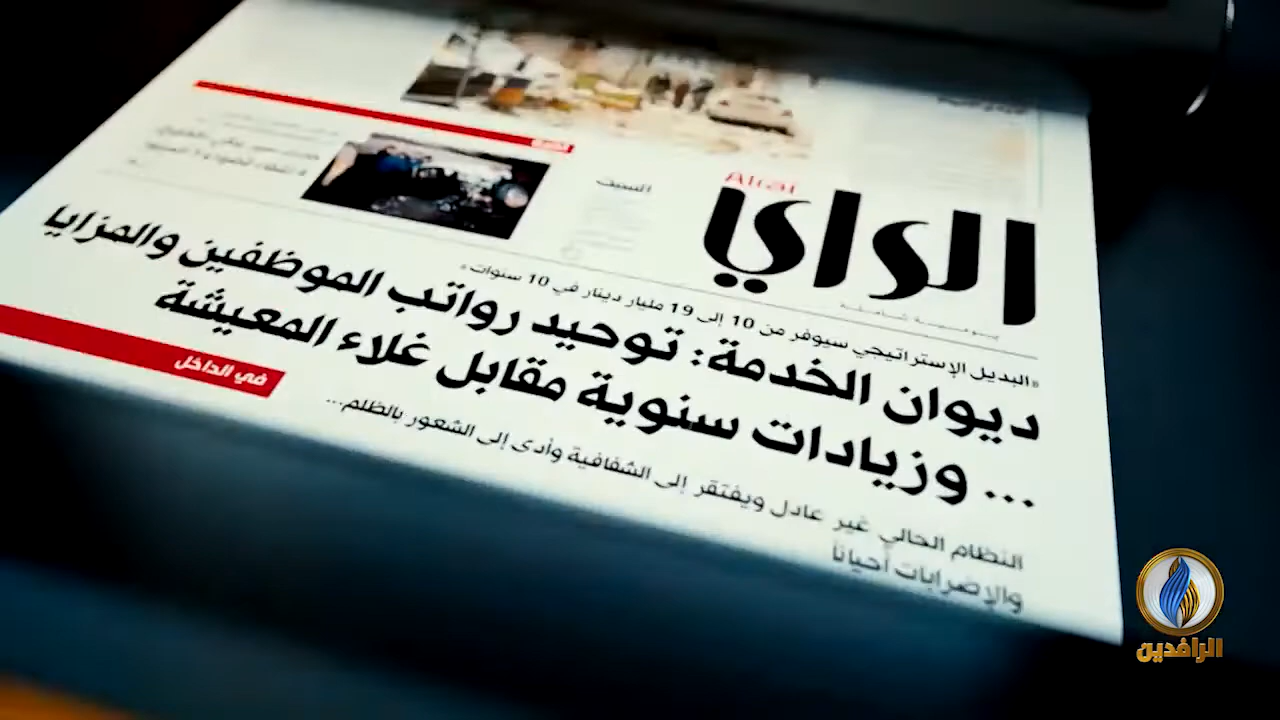 Alrai
الراي
السبت
«البديل الإستراتيجي سيوفر من 10 إلى 19 مليار دينار في 10 سنوات»
ديوان الخدمة: توحيد رواتب الموظفين والمزايا
... وزيادات سنوية مقابل غلاء المعيشة
النظام الحالي غير عادل ويفتقر إلى الشفافية وأدى إلى الشعور بالظلم...
والإضرابات أحياناً
في الداخل
الرافدين